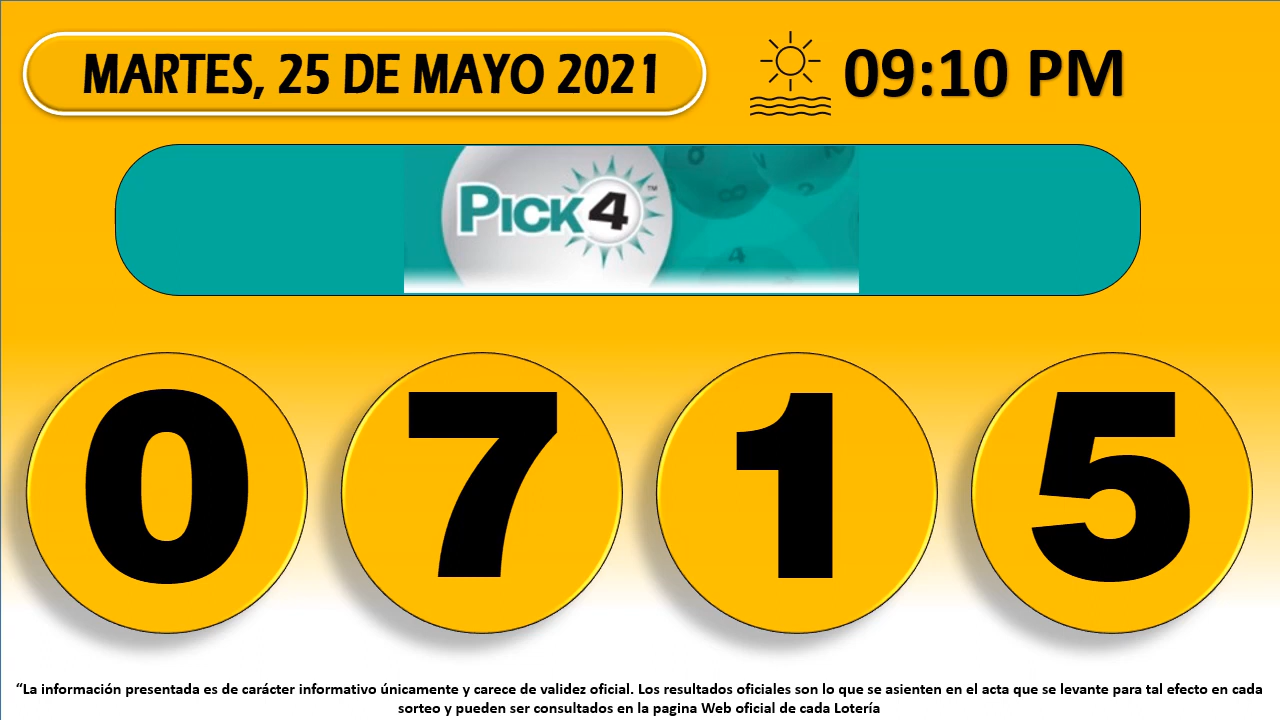 MARTES, 25 DE MAYO 2021
09:10 PM
PICK 4™
0 7 1 5
“La información presentada es de carácter informativo únicamente y carece de validez oficial. Los resultados oficiales son lo que se asienten en el acta que se levante para tal efecto en cada
sorteo y pueden ser consultados en la pagina Web oficial de cada Lotería